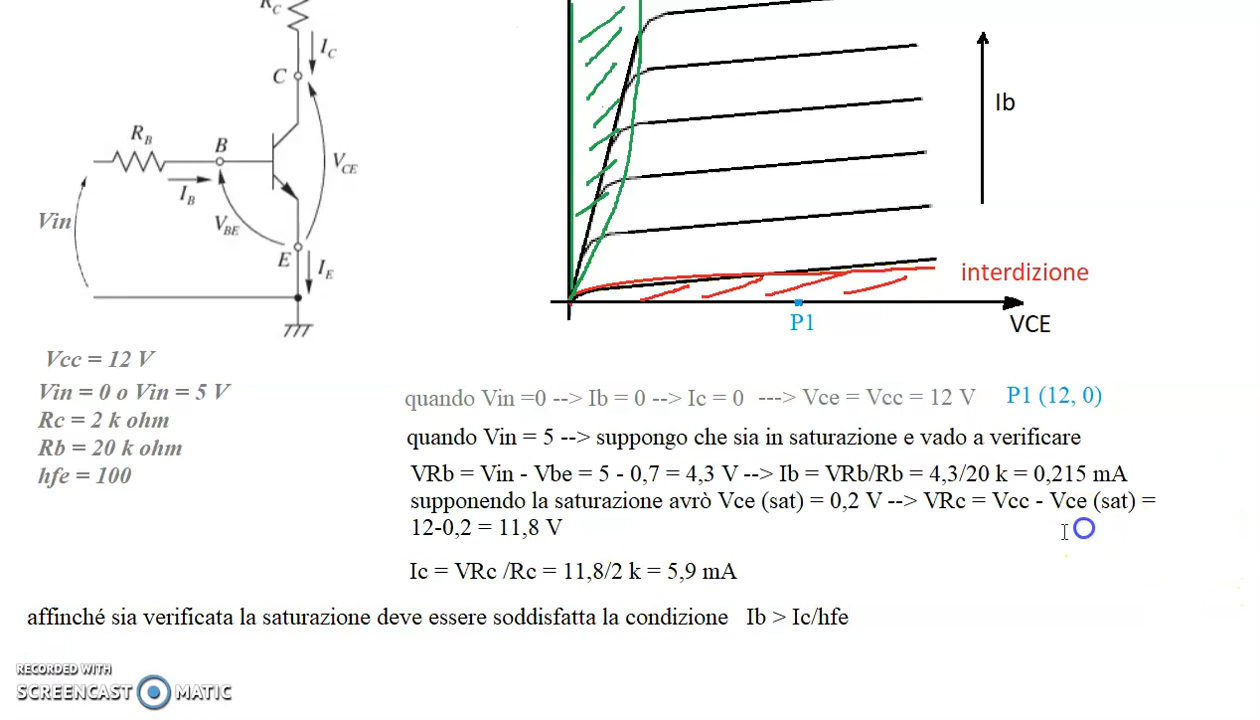 R_C
I_C
C
R_B
B
V_CE
I_B
Vin
V_BE
E
I_E
Ib
interdizione
P1
VCE
Vcc = 12 V
Vin = 0 o Vin = 5 V
Rc = 2 k ohm
Rb = 20 k ohm
hfe = 100
quando Vin =0 --> Ib = 0 --> Ic = 0 ---> Vce = Vcc = 12 V P1 (12, 0)
quando Vin = 5 --> suppongo che sia in saturazione e vado a verificare
VRb = Vin - Vbe = 5 - 0,7 = 4,3 V --> Ib = VRb/Rb = 4,3/20 k = 0,215 mA
supponendo la saturazione avrò Vce (sat) = 0,2 V --> VRc = Vcc - Vce (sat) =
12-0,2 = 11,8 V
Ic = VRc /Rc = 11,8/2 k = 5,9 mA
affinché sia verificata la saturazione deve essere soddisfatta la condizione Ib > Ic/hfe
RECORDED WITH
SCREENCAST MATIC